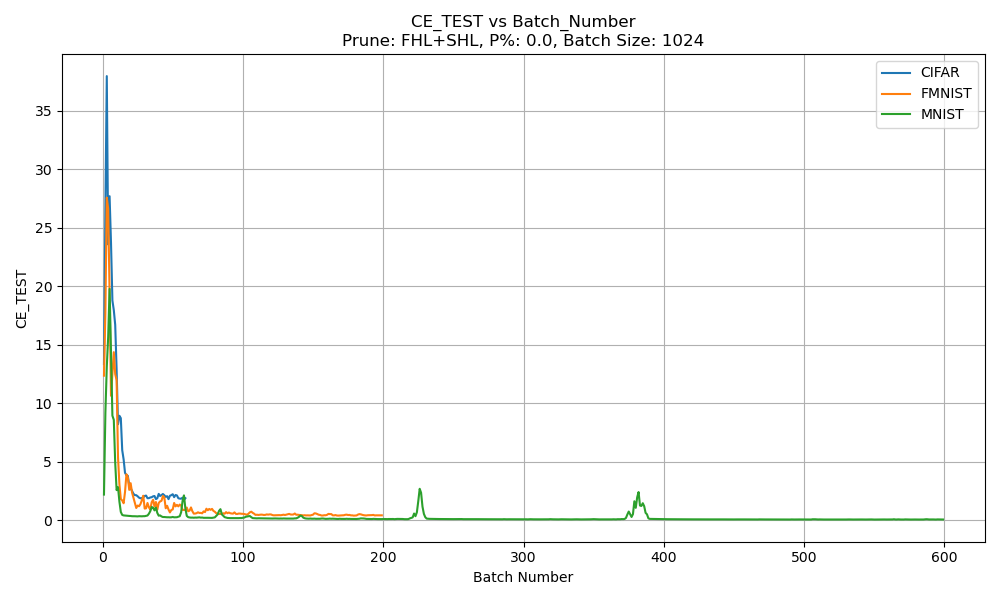 CE_TEST vs Batch_Number
Prune: FHL+SHL, P%: 0.0, Batch Size: 1024
CIFAR
FMNIST
MNIST
CE_TEST
35
30
25
20
15
10
5
0
0 100 200 300 400 500 600
Batch Number